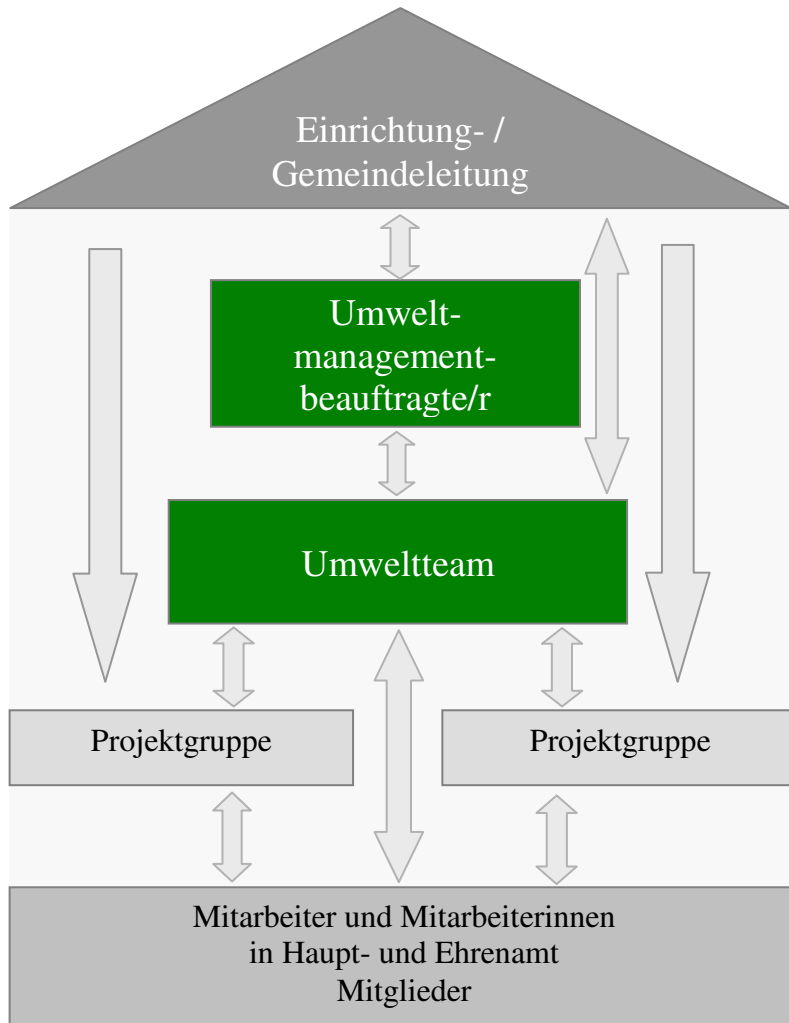 Einrichtung- /
Gemeindeleitung
Umwelt-
management-
beauftragte/r
Umweltteam
Projektgruppe
Projektgruppe
Mitarbeiter und Mitarbeiterinnen
in Haupt- und Ehrenamt
Mitglieder